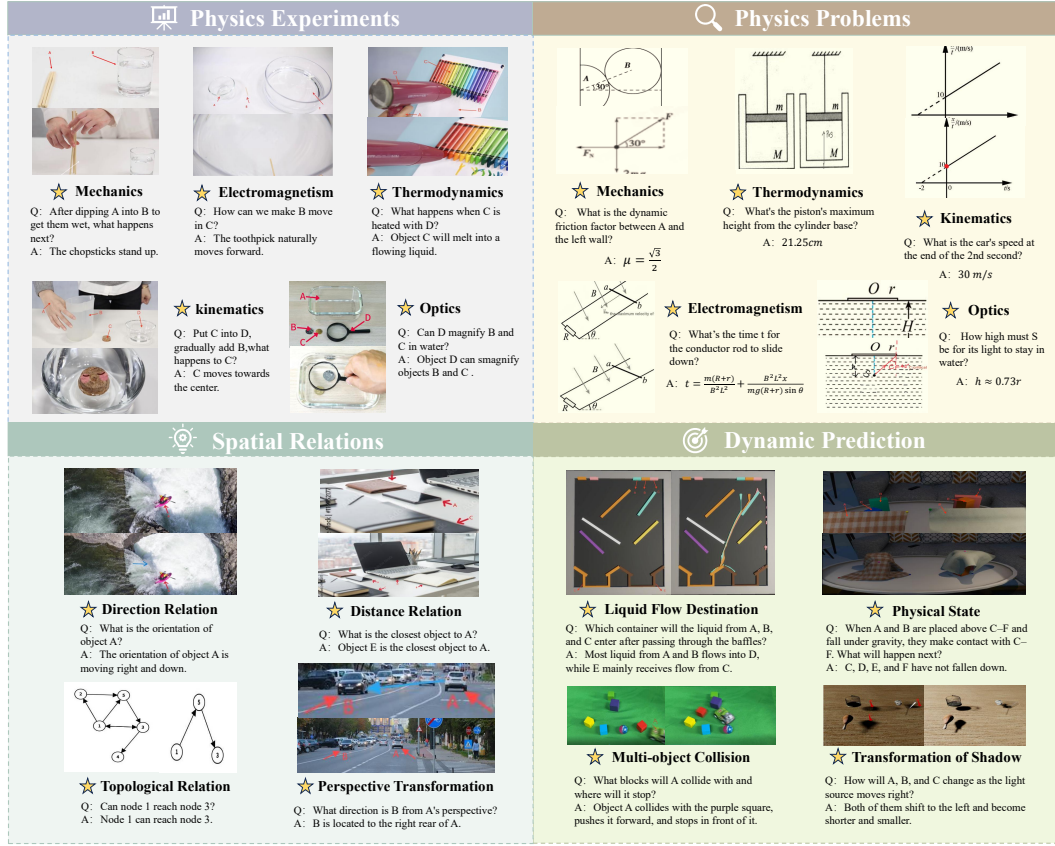 Physics Experiments
Mechanics
Q: After dipping A into B to
get them wet, what happens
next?
A: The chopsticks stand up.
Electromagnetism
Q: How can we make B move
in C?
A: The toothpick naturally
moves forward.
Thermodynamics
Q: What happens when C is
heated with D?
A: Object C will melt into a
flowing liquid.
kinematics
Q: Put C into D,
gradually add B,what
happens to C?
A: C moves towards
the center.
A
B
C
D
Optics
Q: Can D magnify B and
C in water?
A: Object D can smagnify
objects B and C .
Physics Problems
A
B
30°
F
30°
F_N
Mechanics
Q: What is the dynamic
friction factor between A and
the left wall?
A: μ = √3/2
m
m
M
M
Thermodynamics
Q: What's the piston's maximum
height from the cylinder base?
A: 21.25cm
10
10
-2
0
t/s
Kinematics
Q: What is the car's speed at
the end of the 2nd second?
A: 30 m/s
B
a
b
R
θ
B
a
b
R
θ
Electromagnetism
Q: What's the time t for
the conductor rod to slide
down?
A: t = m(R+r)/B²L² + B²L²x/mg(R+r) sin θ
O r
H
O r
Optics
Q: How high must S
be for its light to stay in
water?
A: h ≈ 0.73r
Spatial Relations
Direction Relation
Q: What is the orientation of
object A?
A: The orientation of object A is
moving right and down.
A
C
Distance Relation
Q: What is the closest object to A?
A: Object E is the closest object to A.
Topological Relation
Q: Can node 1 reach node 3?
A: Node 1 can reach node 3.
B
A
Perspective Transformation
Q: What direction is B from A's perspective?
A: B is located to the right rear of A.
Dynamic Prediction
Liquid Flow Destination
Q: Which container will the liquid from A, B,
and C enter after passing through the baffles?
A: Most liquid from A and B flows into D,
while E mainly receives flow from C.
Physical State
Q: When A and B are placed above C–F and
fall under gravity, they make contact with C–
F. What will happen next?
A: C, D, E, and F have not fallen down.
Multi-object Collision
Q: What blocks will A collide with and
where will it stop?
A: Object A collides with the purple square,
pushes it forward, and stops in front of it.
Transformation of Shadow
Q: How will A, B, and C change as the light
source moves right?
A: Both of them shift to the left and become
shorter and smaller.